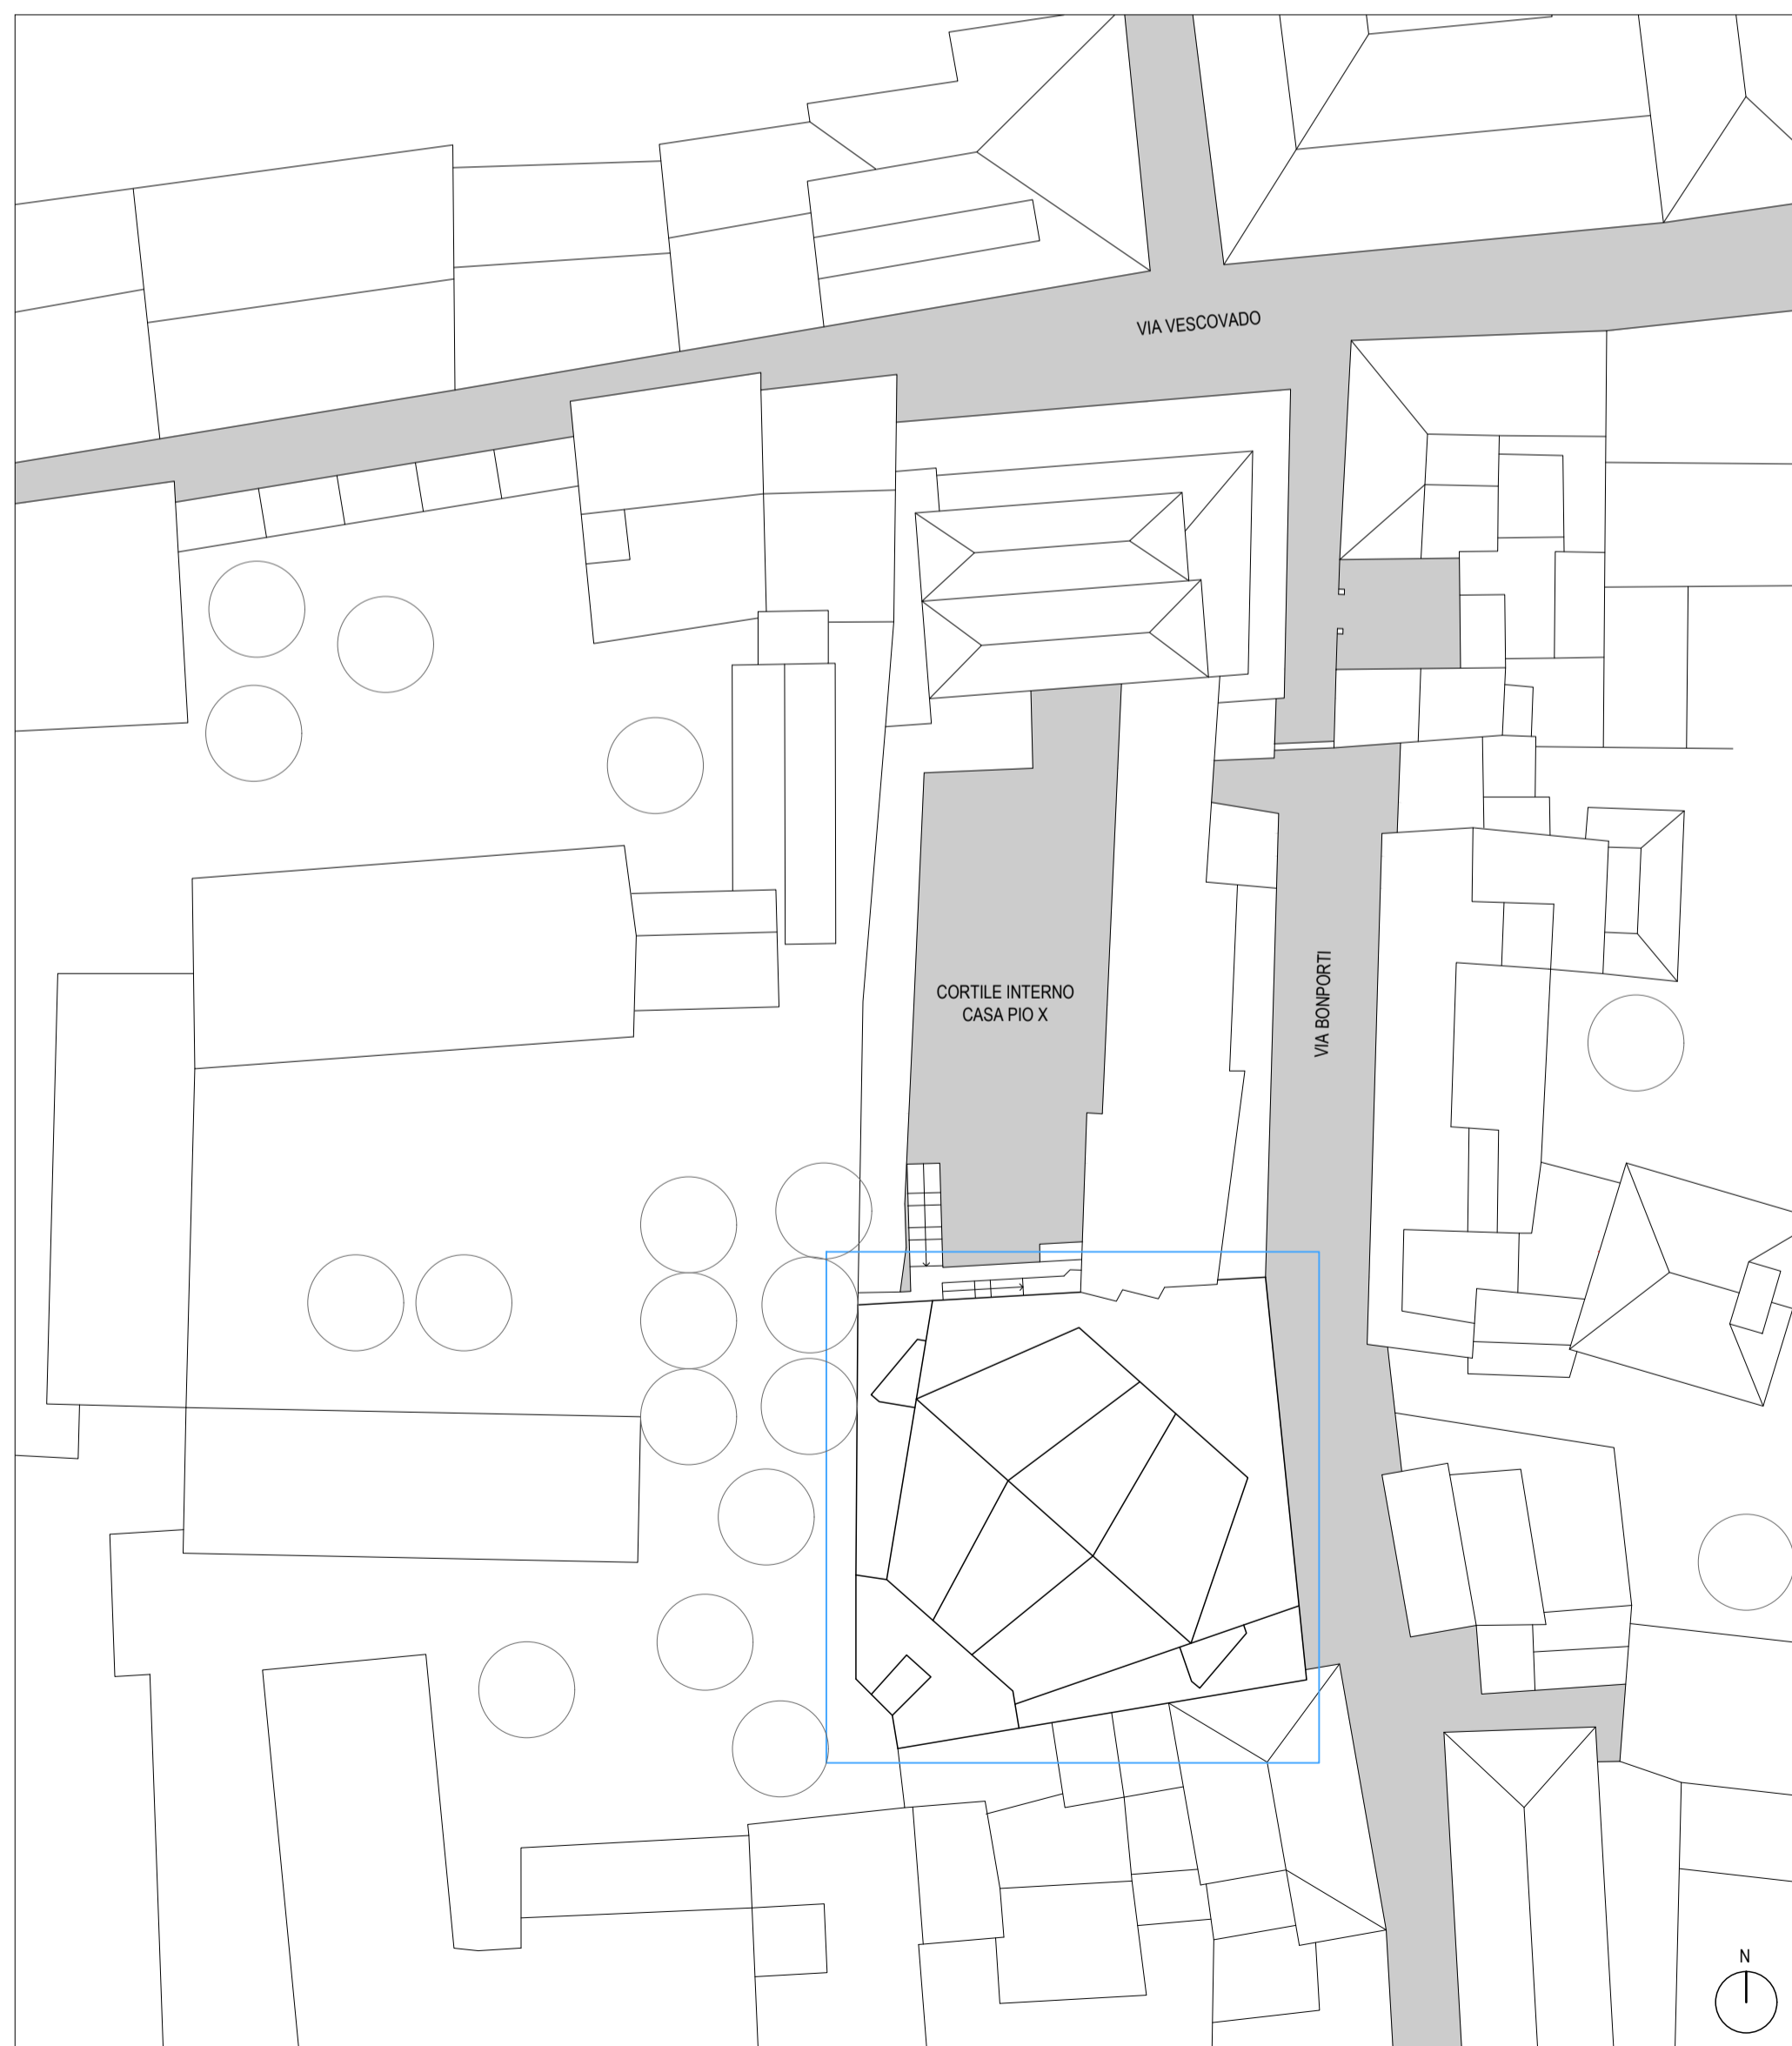 VIA VESCOVADO
CORTILE INTERNO
CASA PIO X
VIA BONPORTI
N